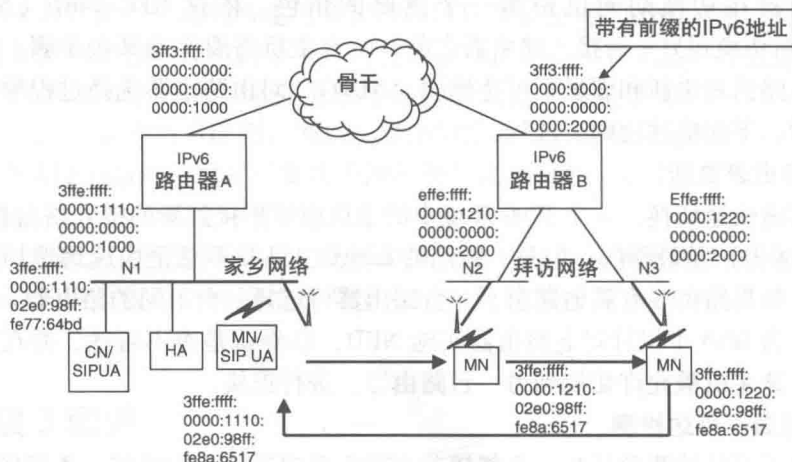 带有前缀的IPv6地址
3ff3:ffff:
0000:0000:
0000:0000:
0000:1000
骨干
3ff3:ffff:
0000:0000:
0000:0000:
0000:2000
IPv6
路由器A
IPv6
路由器B
3ffe:ffff:
0000:1110:
0000:0000:
0000:1000
effe:ffff:
0000:1210:
0000:0000:
0000:2000
Effe:ffff:
0000:1220:
0000:0000
0000:2000
3ffe:ffff:
0000:1110:
02e0:98ff:
fe77:64bd
N1
家乡网络
N2
拜访网络
N3
CN/
SIPUA
HA
MN/
SIP UA
MN
MN
3ffe:ffff:
0000:1110:
02e0:98ff:
fe8a:6517
3ffe:ffff:
0000:1210:
02e0:98ff:
fe8a:6517
3ffe:ffff:
0000:1220:
02e0:98ff:
fe8a:6517